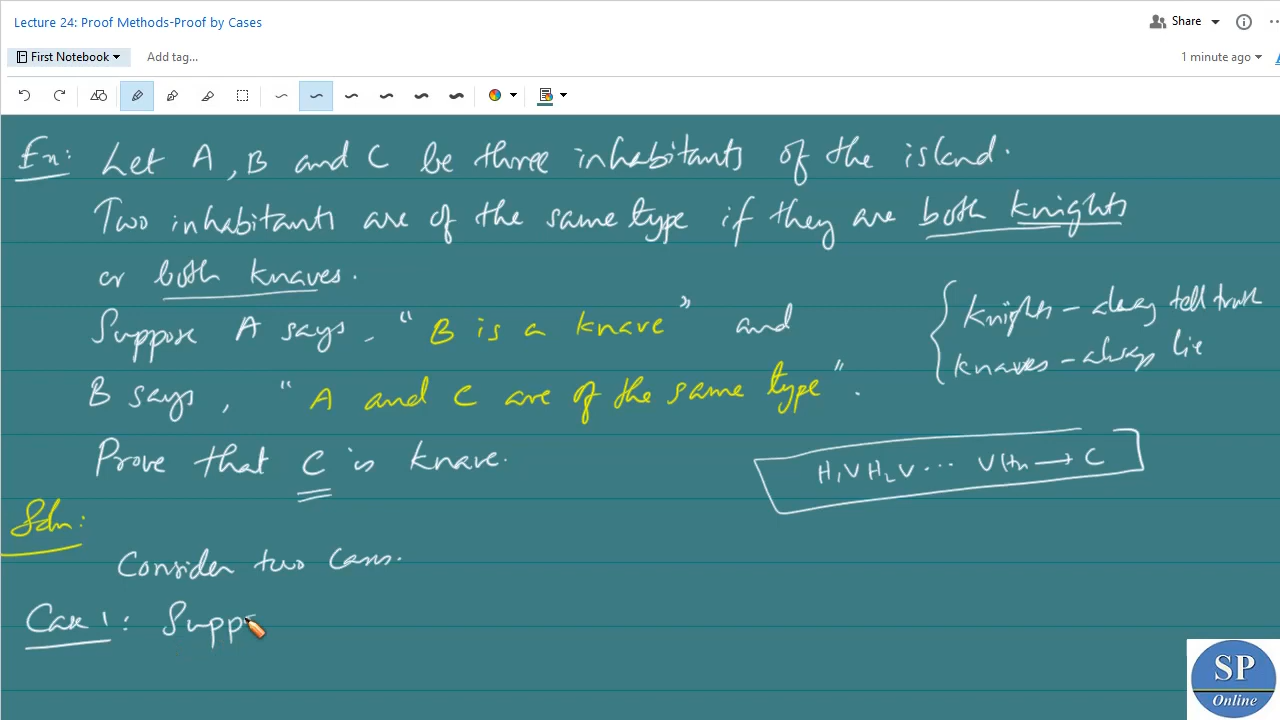 Lecture 24: Proof Methods-Proof by Cases
Share
First Notebook
Add tag...
1 minute ago
Ex: Let A, B and C be three inhabitants of the island.
Two inhabitants are of the same type if they are both knights
or both knaves.
Suppose A says, "B is a knave" and
B says, "A and C are of the same type".
Prove that C is knave.
{ knights – always tell truth
knaves – always lie
H₁ V H₂ V ... V Hn → C
Soln:
Consider two cases.
Case 1: Suppo
SP
Online